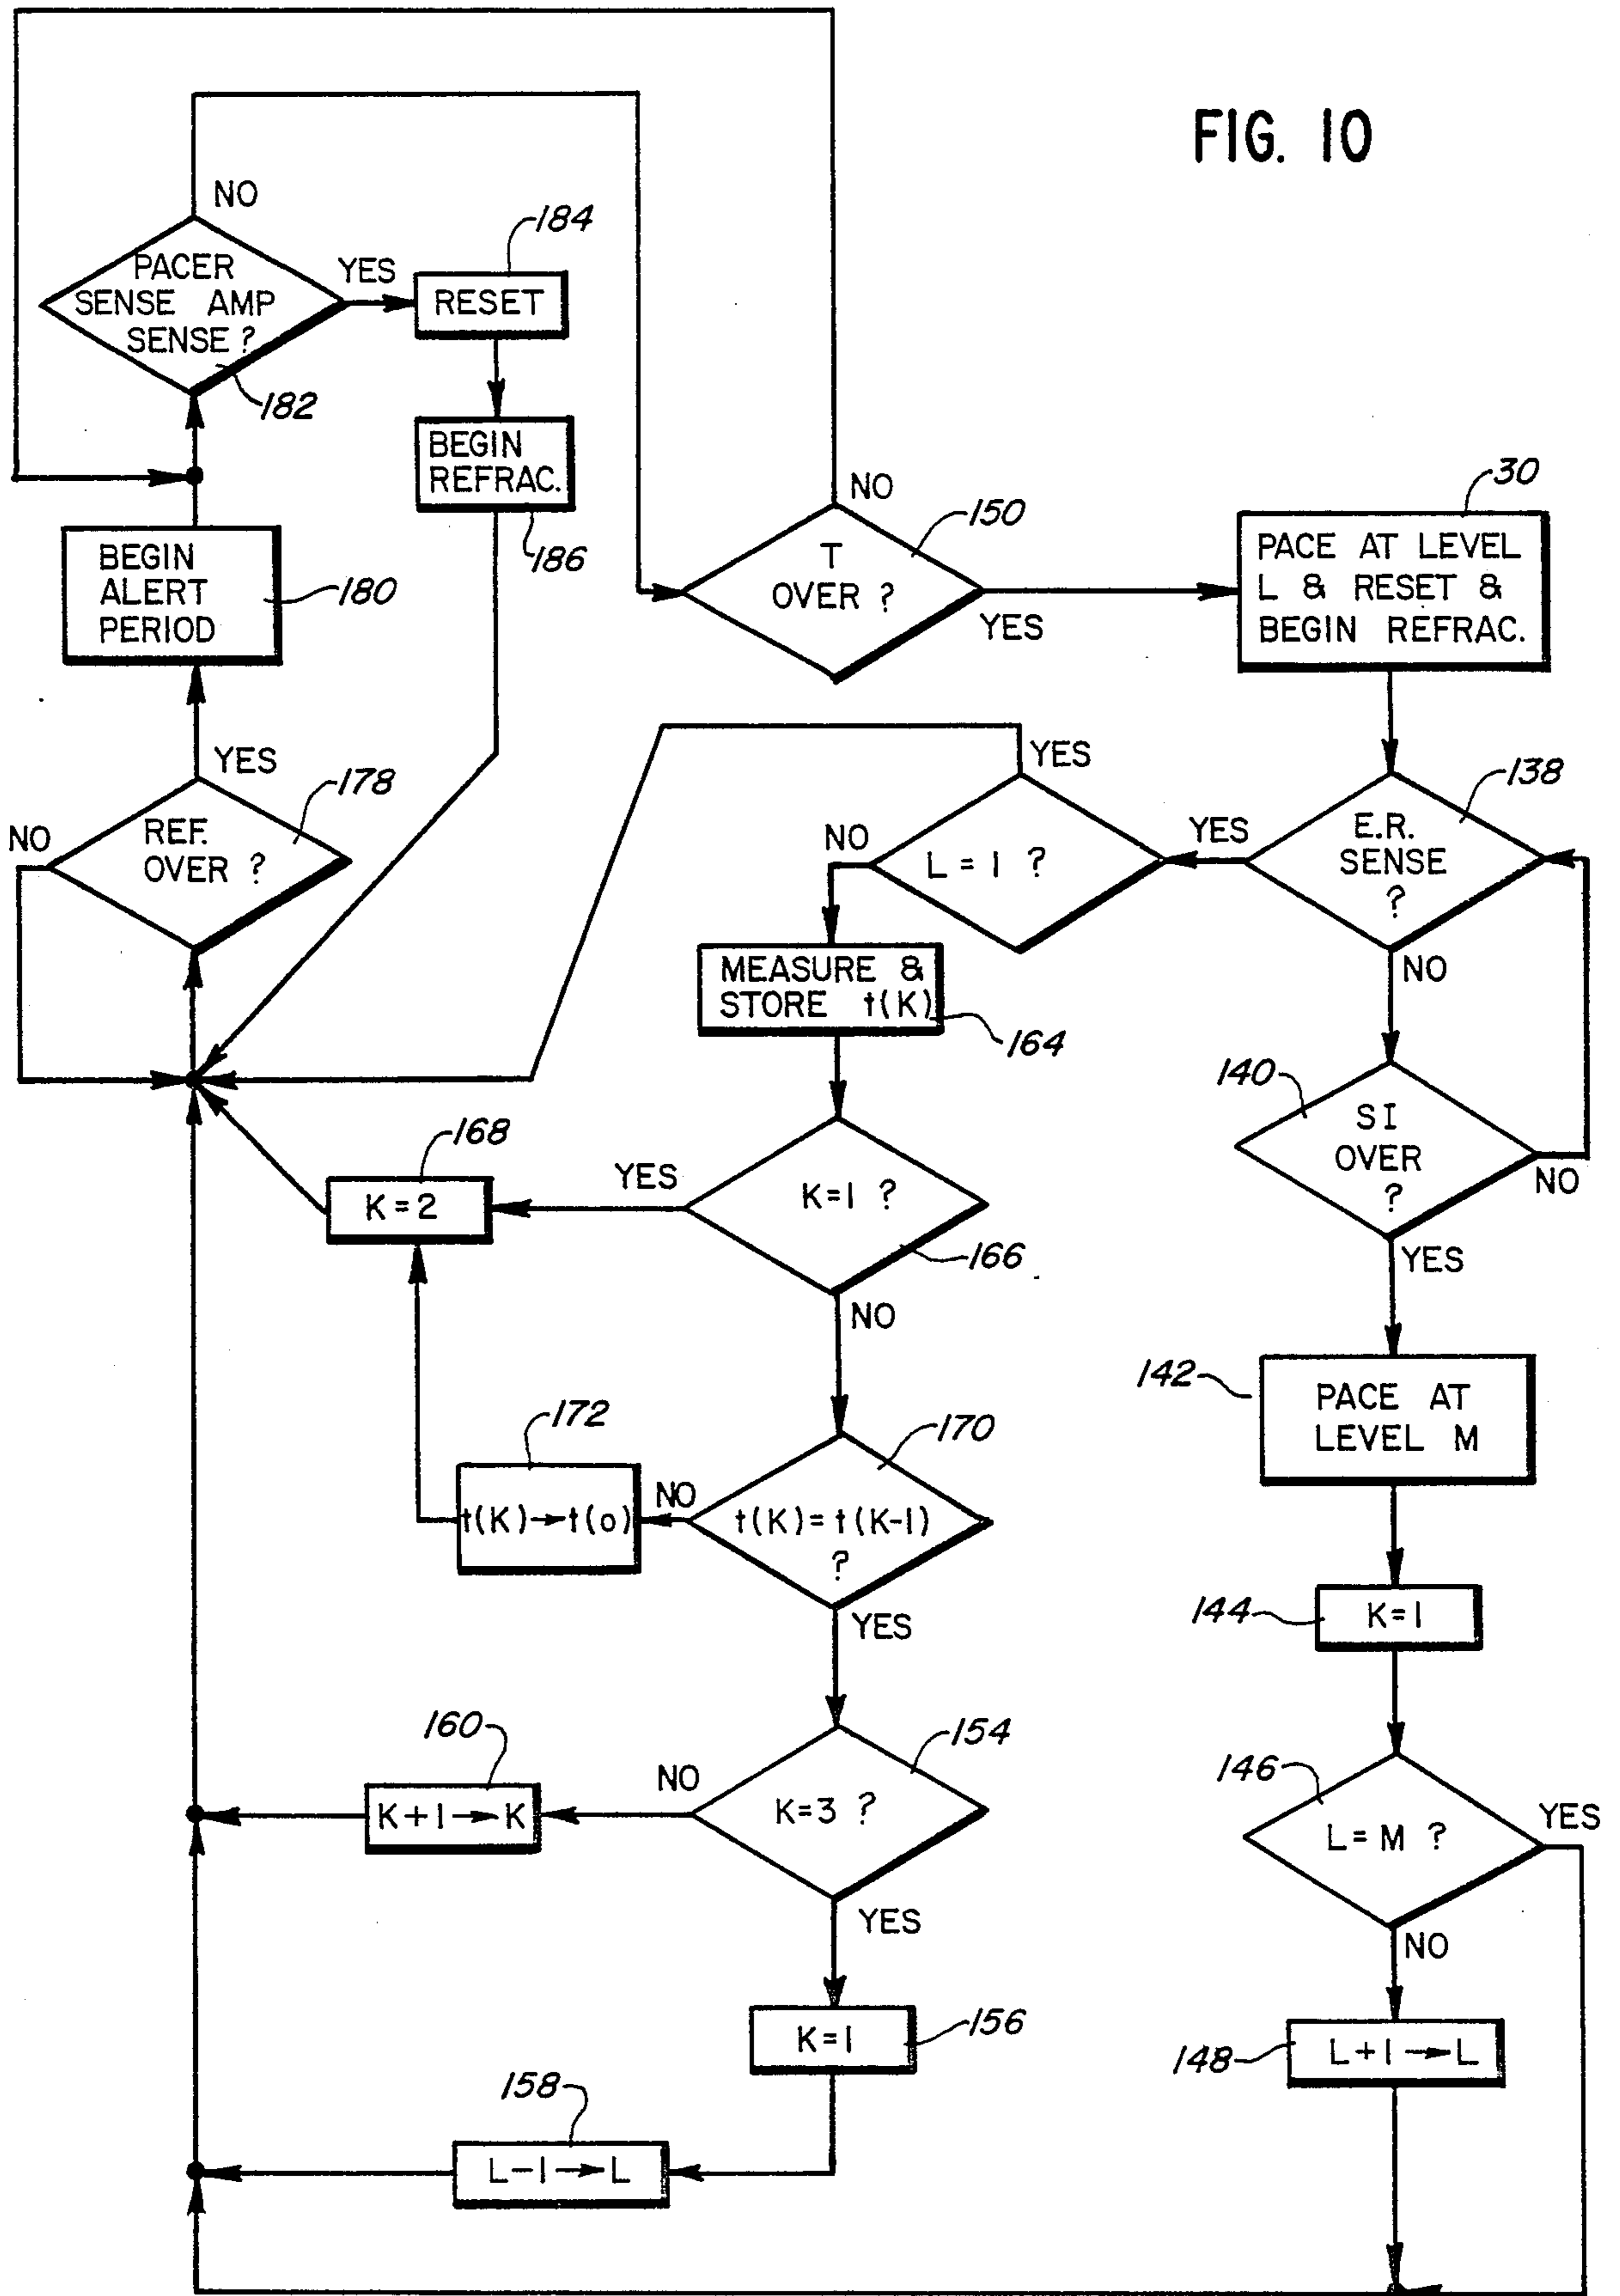 FIG. 10
NO
184
PACER
SENSE AMP
SENSE ?
YES
RESET
182
BEGIN
REFRAC.
186
NO
150
T
OVER ?
YES
30
PACE AT LEVEL
L & RESET &
BEGIN REFRAC.
BEGIN
ALERT
PERIOD
180
YES
178
NO
REF.
OVER ?
YES
NO
L = 1 ?
YES
138
E.R.
SENSE
?
NO
MEASURE &
STORE t(K)
164
140
SI
OVER
?
NO
YES
168
K = 2
YES
K=1 ?
166
NO
142
PACE AT
LEVEL M
172
t(K)→t(o)
NO
170
t(K)= t(K-1)
?
YES
144
K=1
160
K+1→K
NO
154
K=3 ?
YES
146
L= M ?
YES
NO
K=1
156
148
L+1→L
158
L-1→L